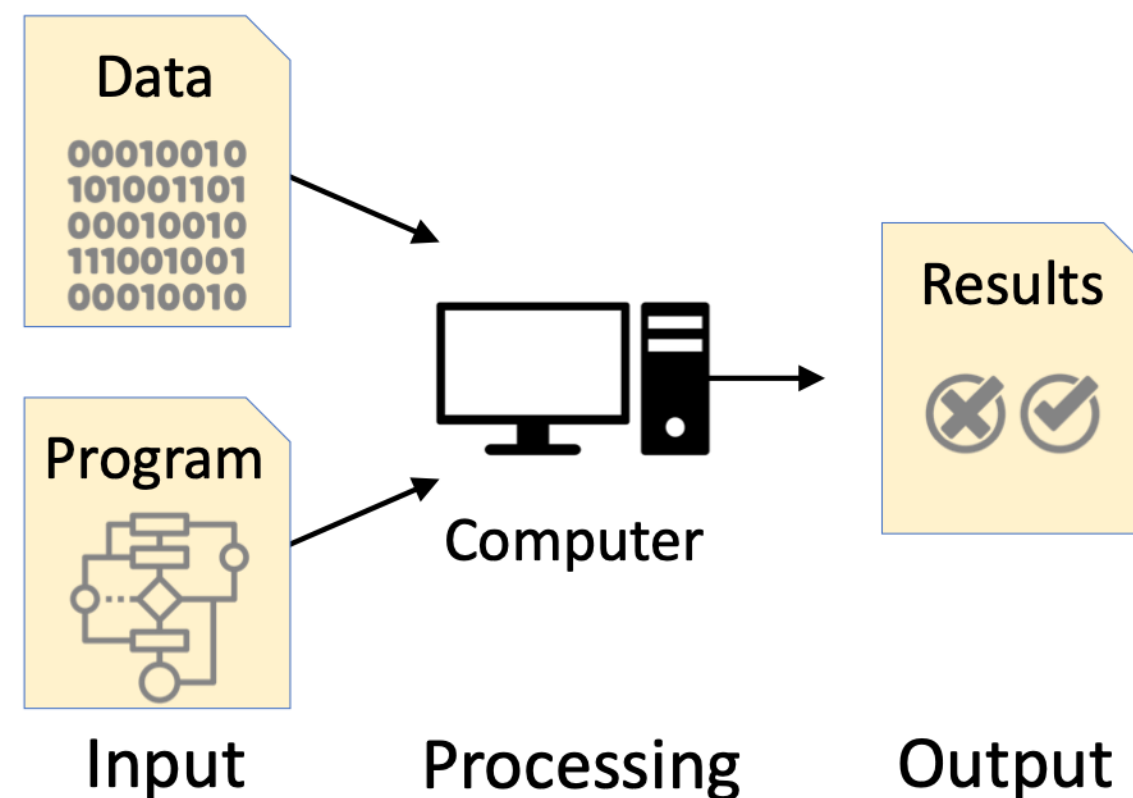 Data
00010010
101001101
00010010
111001001
00010010
Program
Computer
Results
Input
Processing
Output